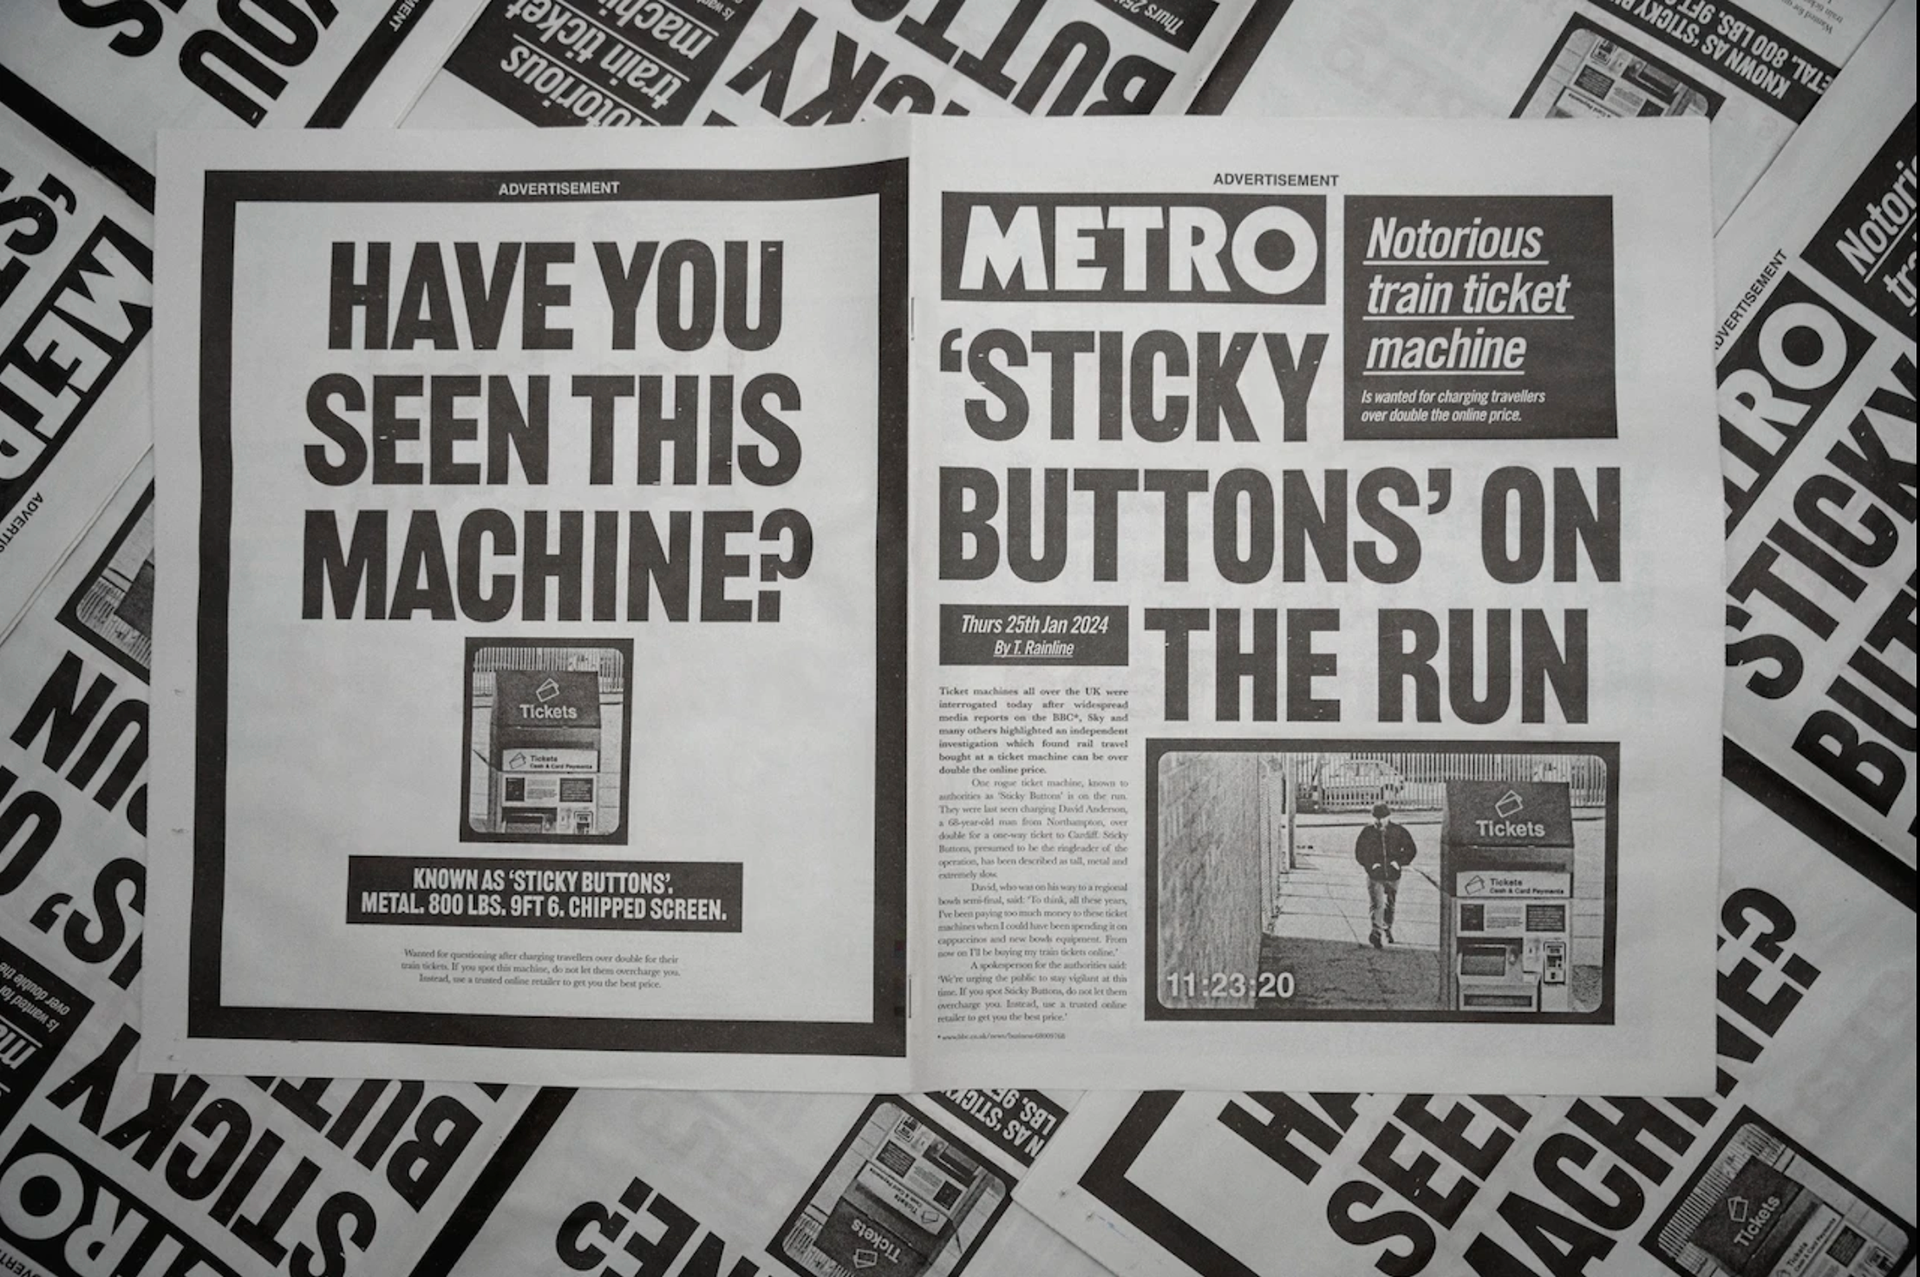 ADVERTISEMENT
HAVE YOU
SEEN THIS
MACHINE?
Tickets
Tickets
Cash & Card Payments
KNOWN AS ‘STICKY BUTTONS’.
METAL. 800 LBS. 9FT 6. CHIPPED SCREEN.
Wanted for questioning after charging travellers over double for their
train tickets. If you spot this machine, do not let them overcharge you.
Instead, use a trusted online retailer to get you the best price.
ADVERTISEMENT
METRO
Notorious
train ticket
machine
Is wanted for charging travellers
over double the online price.
‘STICKY
BUTTONS’ ON
THE RUN
Thurs 25th Jan 2024
By T. Rainline
Ticket machines all over the UK were
interrogated today after widespread
media reports on the BBC*, Sky and
many others highlighted an independent
investigation which found rail travel
bought at a ticket machine can be over
double the online price.
One rogue ticket machine, known to
authorities as ‘Sticky Buttons’ is on the run.
They were last seen charging David Anderson,
a 68-year-old man from Northampton, over
double for a one-way ticket to Cardiff. Sticky
Buttons, presumed to be the ringleader of the
operation, has been described as tall, metal and
extremely slow.
David, who was on his way to a regional
bowls semi-final, said: ‘To think, all these years,
I’ve been paying too much money to these ticket
machines when I could have been spending it on
cappuccinos and new bowls equipment. From
now on I’ll be buying my train tickets online.’
A spokesperson for the authorities said:
‘We’re urging the public to stay vigilant at this
time. If you spot Sticky Buttons, do not let them
overcharge you. Instead, use a trusted online
retailer to get you the best price.’
Tickets
Tickets
Cash & Card Payments
11:23:20